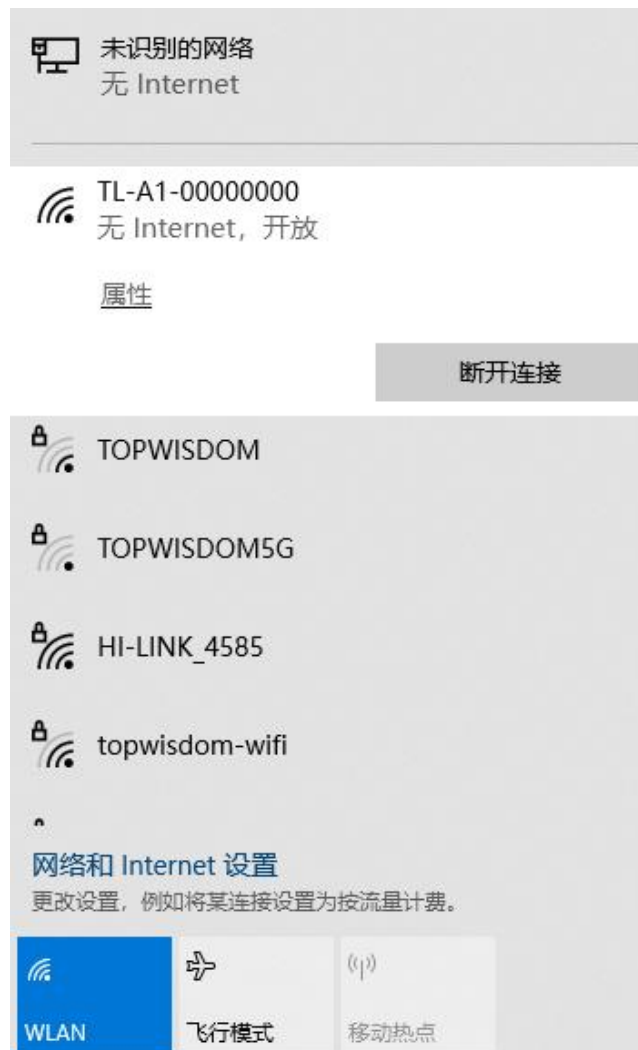 未识别的网络
无 Internet
TL-A1-00000000
无 Internet，开放
属性
断开连接
TOPWISDOM
TOPWISDOM5G
HI-LINK_4585
topwisdom-wifi
网络和 Internet 设置
更改设置，例如将某连接设置为按流量计费。
WLAN
飞行模式
移动热点